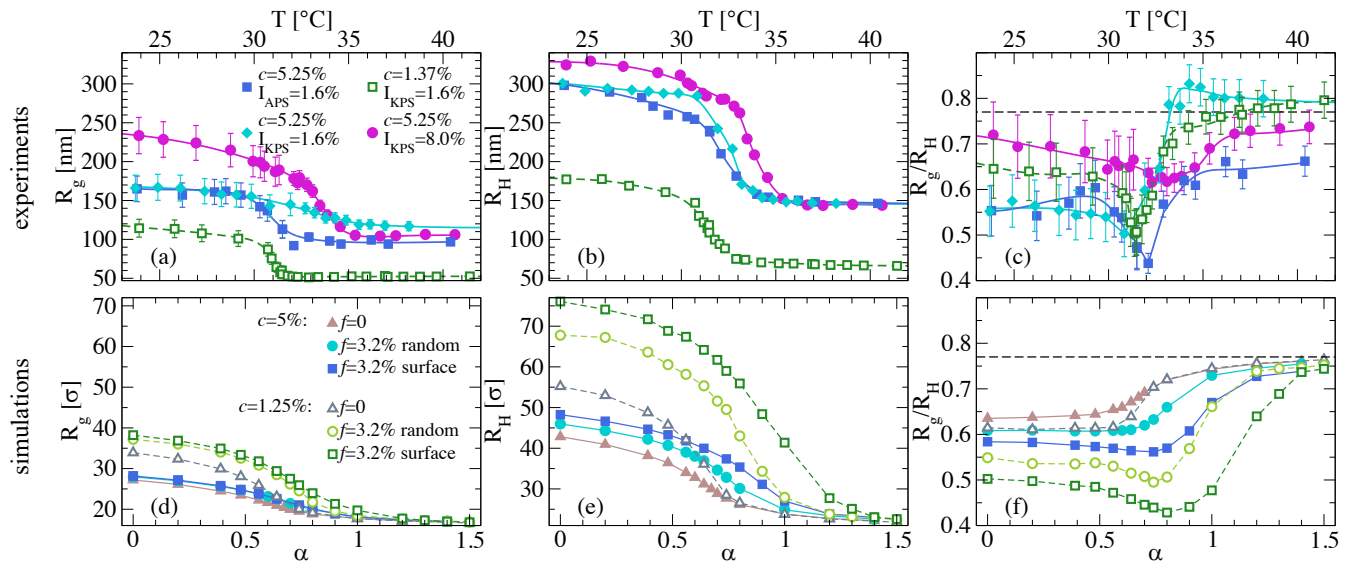 T [°C] T [°C] T [°C]
25 30 35 40 25 30 35 40 25 30 35 40
experiments
R_g [nm]
300
250
200
150
100
50
c=5.25% c=1.37%
I_APS=1.6% I_KPS=1.6%
c=5.25% c=5.25%
I_KPS=1.6% I_KPS=8.0%
(a)
R_H [nm]
300
250
200
150
100
50
(b)
R_g/R_H
0.8
0.7
0.6
0.5
0.4
(c)
simulations
R_g [σ]
70
60
50
40
30
20
c=5%: f=0
f=3.2% random
f=3.2% surface
c=1.25%: f=0
f=3.2% random
f=3.2% surface
(d)
R_H [σ]
70
60
50
40
30
(e)
R_g/R_H
0.8
0.7
0.6
0.5
0.4
(f)
0 0.5 1 1.5 0 0.5 1 1.5 0 0.5 1 1.5
α α α